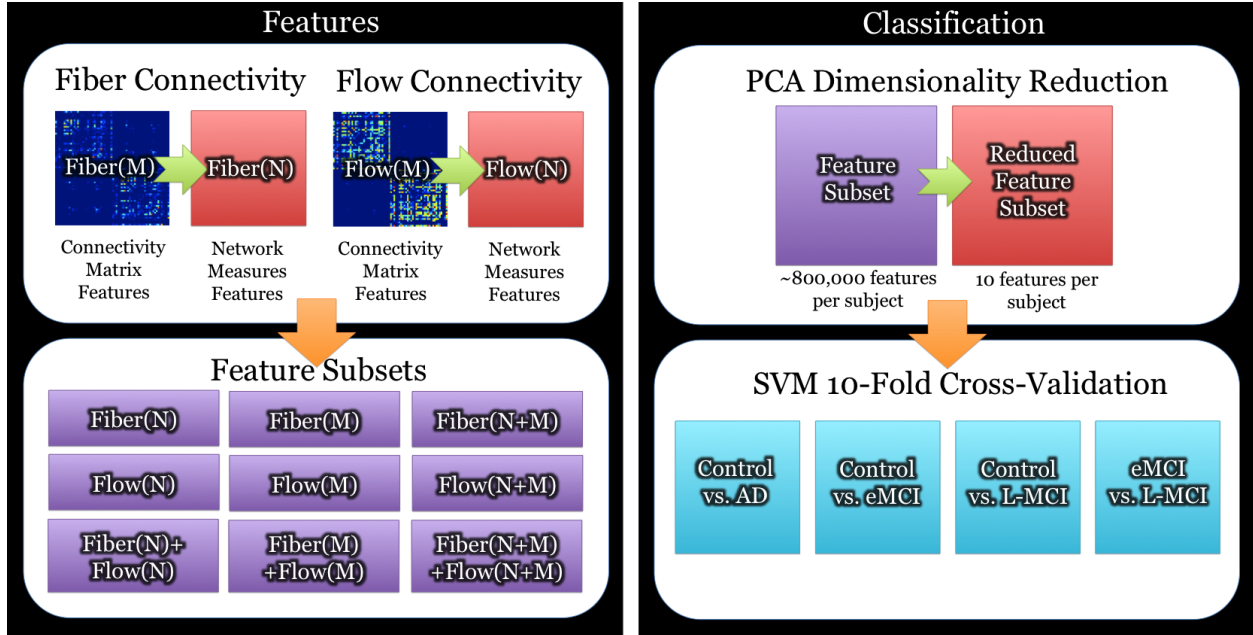 Features
Fiber Connectivity
Flow Connectivity
Fiber(M)
Fiber(N)
Flow(M)
Flow(N)
Connectivity
Matrix
Features
Network
Measures
Features
Connectivity
Matrix
Features
Network
Measures
Features
Feature Subsets
Fiber(N)
Fiber(M)
Fiber(N+M)
Flow(N)
Flow(M)
Flow(N+M)
Fiber(N)+
Flow(N)
Fiber(M)
+Flow(M)
Fiber(N+M)
+Flow(N+M)
Classification
PCA Dimensionality Reduction
Feature
Subset
Reduced
Feature
Subset
~800,000 features
per subject
10 features per
subject
SVM 10-Fold Cross-Validation
Control
vs. AD
Control
vs. eMCI
Control
vs. L-MCI
eMCI
vs. L-MCI